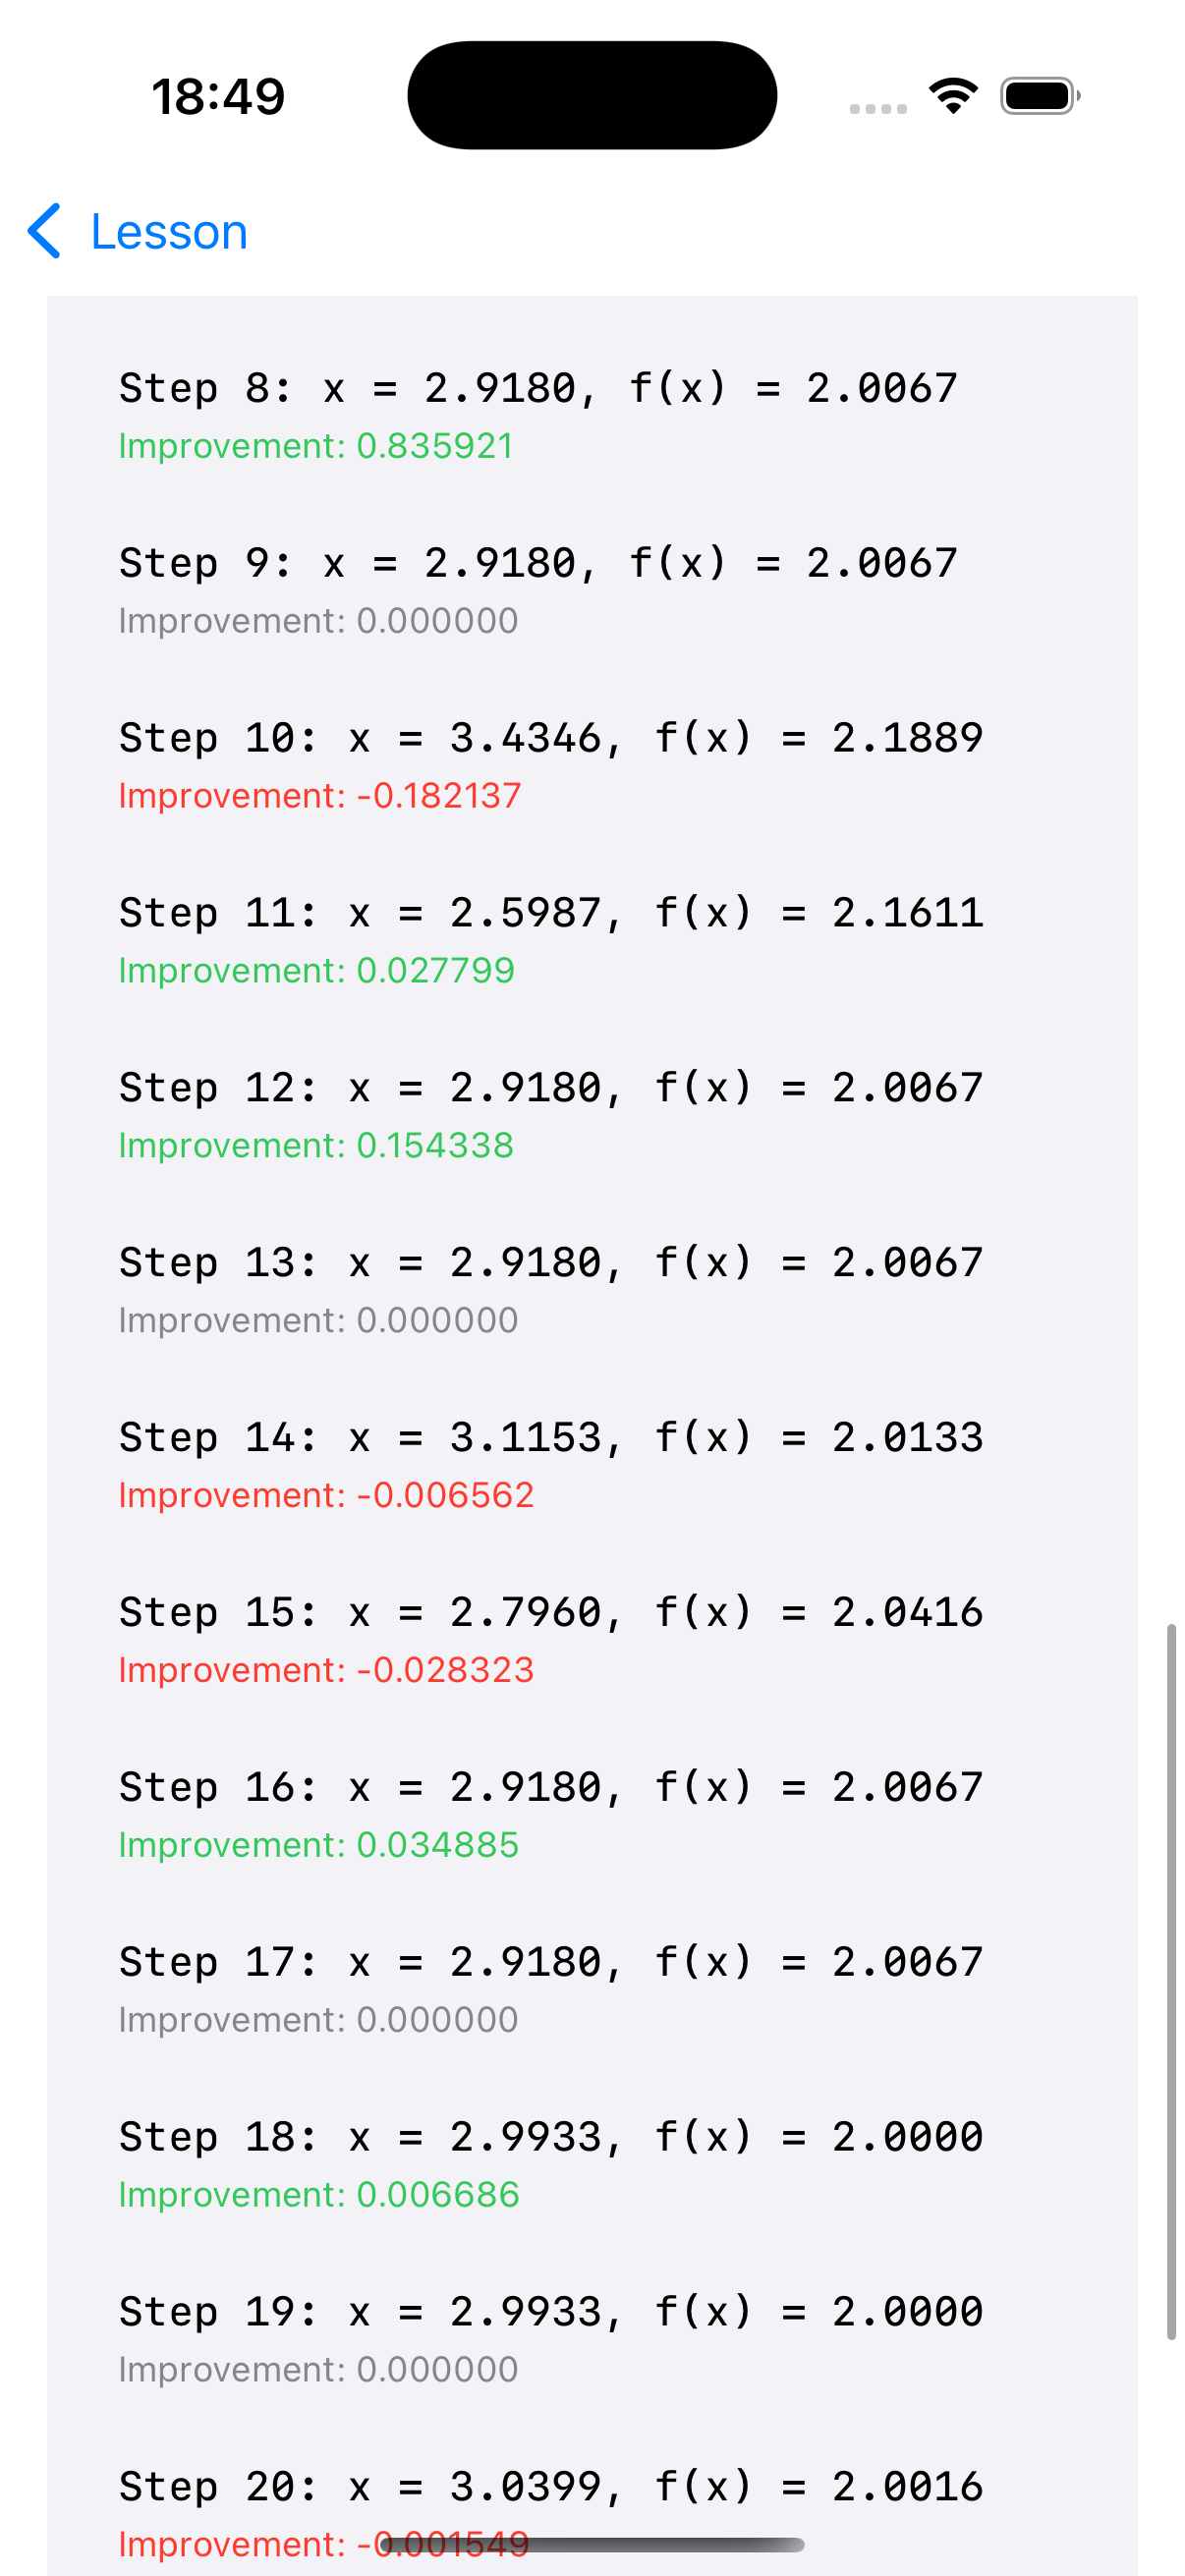 18:49
Lesson
Step 8: x = 2.9180, f(x) = 2.0067
Improvement: 0.835921
Step 9: x = 2.9180, f(x) = 2.0067
Improvement: 0.000000
Step 10: x = 3.4346, f(x) = 2.1889
Improvement: -0.182137
Step 11: x = 2.5987, f(x) = 2.1611
Improvement: 0.027799
Step 12: x = 2.9180, f(x) = 2.0067
Improvement: 0.154338
Step 13: x = 2.9180, f(x) = 2.0067
Improvement: 0.000000
Step 14: x = 3.1153, f(x) = 2.0133
Improvement: -0.006562
Step 15: x = 2.7960, f(x) = 2.0416
Improvement: -0.028323
Step 16: x = 2.9180, f(x) = 2.0067
Improvement: 0.034885
Step 17: x = 2.9180, f(x) = 2.0067
Improvement: 0.000000
Step 18: x = 2.9933, f(x) = 2.0000
Improvement: 0.006686
Step 19: x = 2.9933, f(x) = 2.0000
Improvement: 0.000000
Step 20: x = 3.0399, f(x) = 2.0016
Improvement: -0.001549